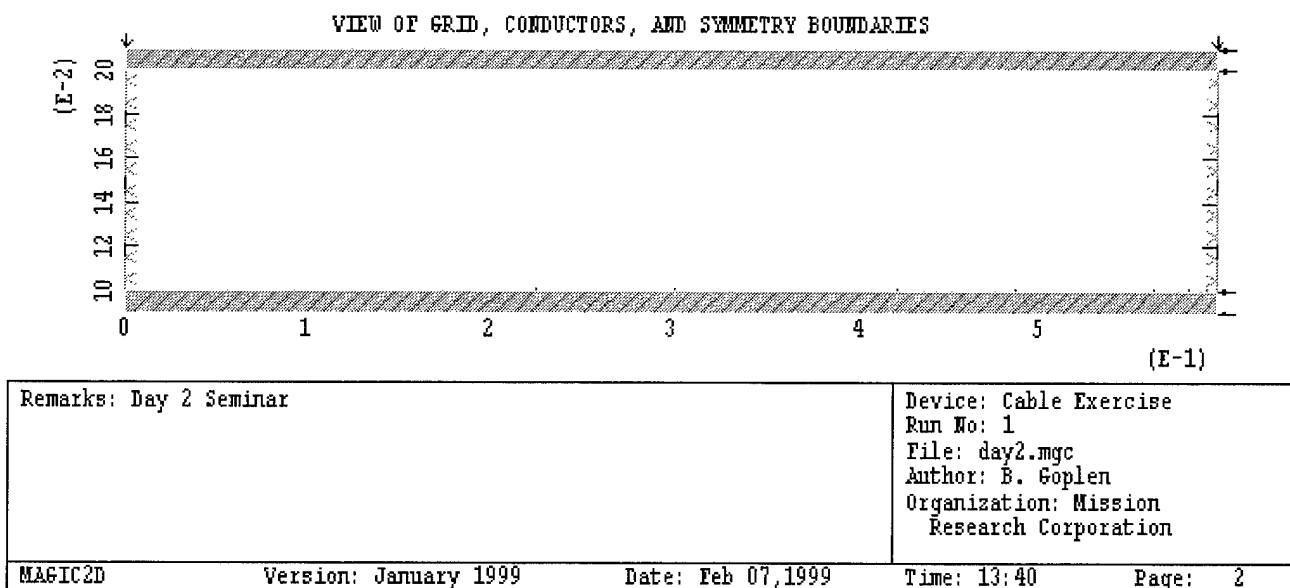 VIEW OF GRID, CONDUCTORS, AND SYMMETRY BOUNDARIES
(E-2)
20
18
16
14
12
10
0 1 2 3 4 5
(E-1)
Remarks: Day 2 Seminar
Device: Cable Exercise
Run No: 1
File: day2.mgc
Author: B. Goplen
Organization: Mission
Research Corporation
MAGIC2D Version: January 1999 Date: Feb 07,1999 Time: 13:40 Page: 2